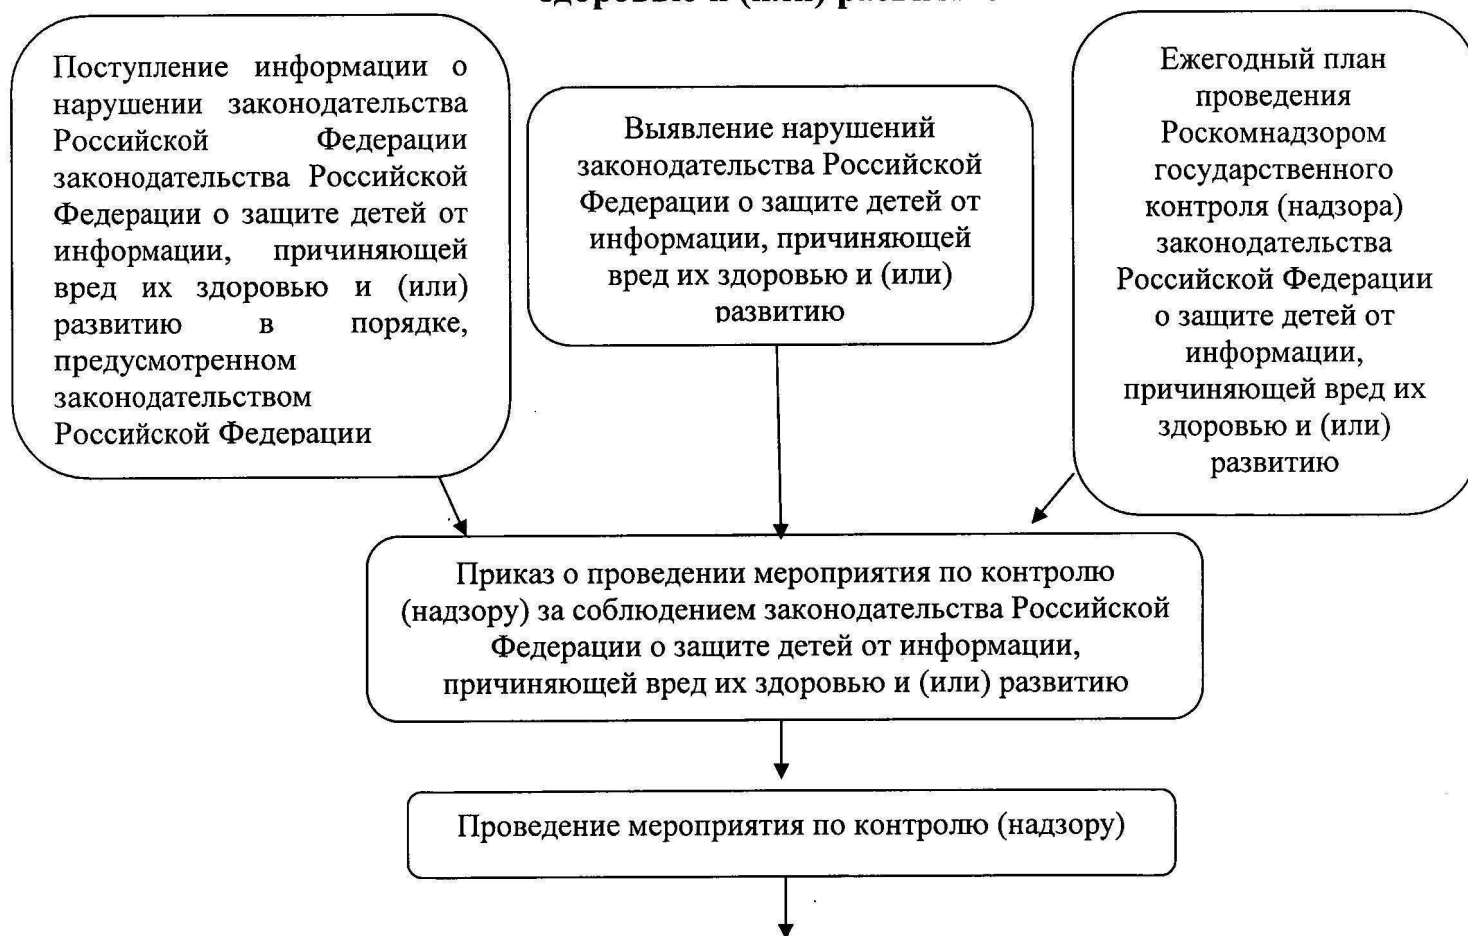 здоровью и (или)
Поступление информации о
нарушении законодательства
Российской Федерации
законодательства Российской
Федерации о защите детей от
информации, причиняющей
вред их здоровью и (или)
развитию в порядке,
предусмотренном
законодательством
Российской Федерации
Выявление нарушений
законодательства Российской
Федерации о защите детей от
информации, причиняющей
вред их здоровью и (или)
развитию
Ежегодный план
проведения
Роскомнадзором
государственного
контроля (надзора)
законодательства
Российской Федерации
о защите детей от
информации,
причиняющей вред их
здоровью и (или)
развитию
Приказ о проведении мероприятия по контролю
(надзору) за соблюдением законодательства Российской
Федерации о защите детей от информации,
причиняющей вред их здоровью и (или) развитию
Проведение мероприятия по контролю (надзору)